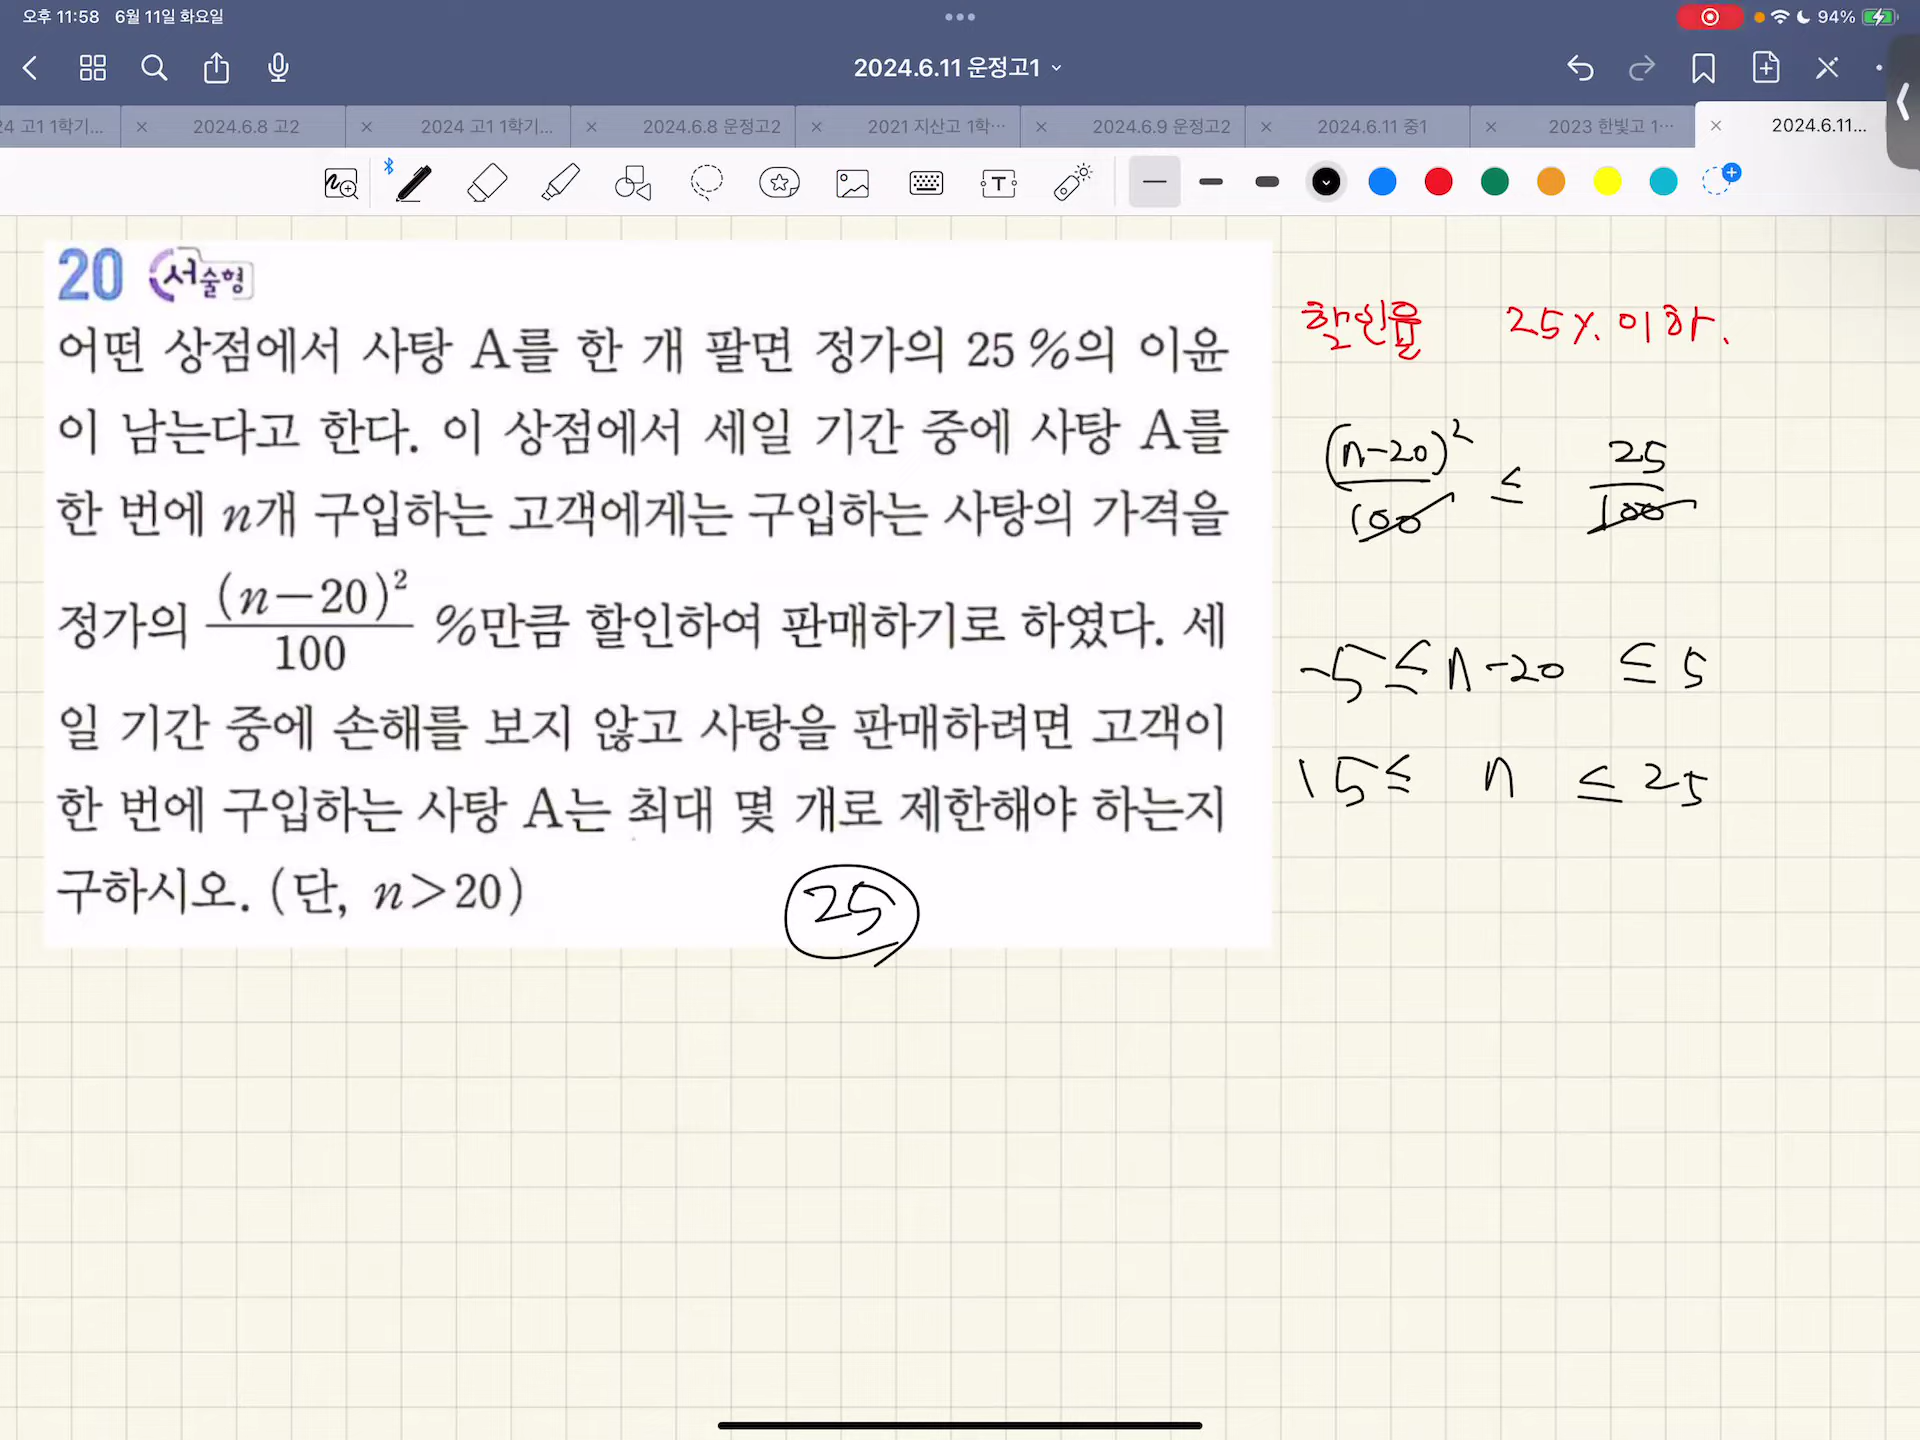 오후 11:58 6월 11일 화요일
94%
2024.6.11 운정고1
24 고1 1학기...
2024.6.8 고2
2024 고1 1학기...
2024.6.8 운정고2
2021 지산고 1학...
2024.6.9 운정고2
2024.6.11 중1
2023 한빛고 1...
2024.6.11...
20 서술형
어떤 상점에서 사탕 A를 한 개 팔면 정가의 25 %의 이윤
이 남는다고 한다. 이 상점에서 세일 기간 중에 사탕 A를
한 번에 n개 구입하는 고객에게는 구입하는 사탕의 가격을
정가의 (n-20)²/100 %만큼 할인하여 판매하기로 하였다. 세
일 기간 중에 손해를 보지 않고 사탕을 판매하려면 고객이
한 번에 구입하는 사탕 A는 최대 몇 개로 제한해야 하는지
구하시오. (단, n>20)
25
할인율 25%. 이하.
(n-20)²/100 ≤ 25/100
-5 ≤ n-20 ≤ 5
15 ≤ n ≤ 25